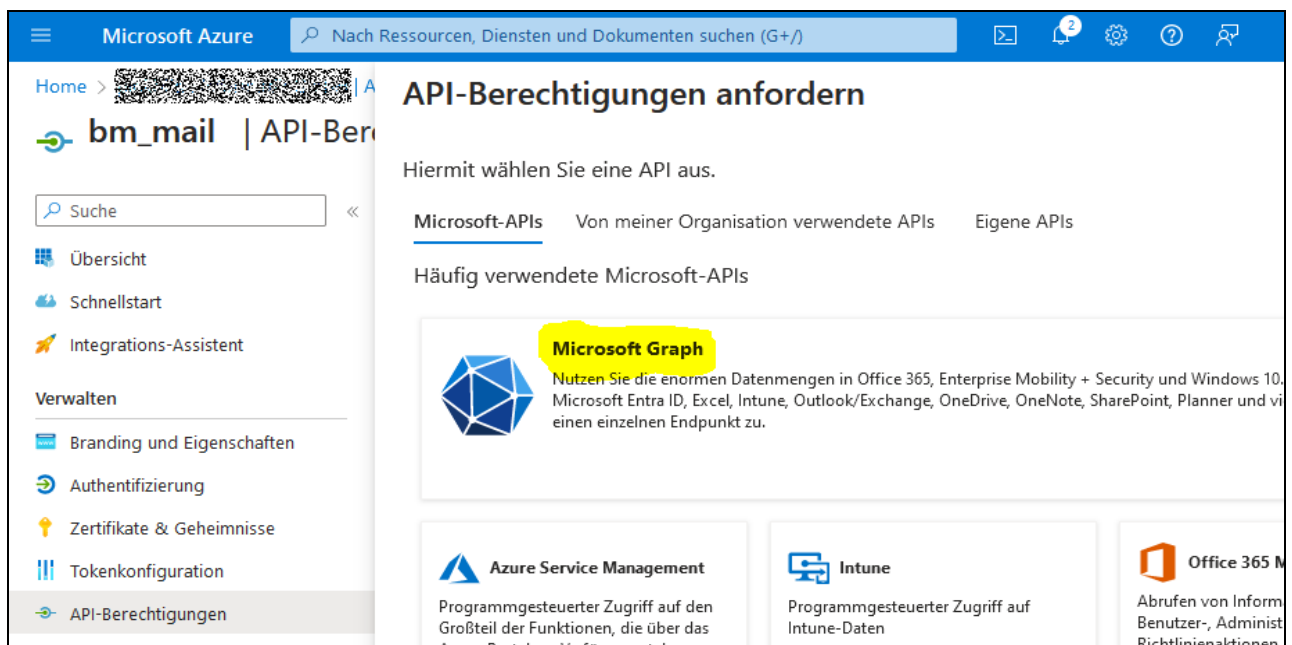 Microsoft Azure
Nach Ressourcen, Diensten und Dokumenten suchen (G+/)
2
Home >
| A
bm_mail | API-Bere
Suche
«
Übersicht
Schnellstart
Integrations-Assistent
Verwalten
Branding und Eigenschaften
Authentifizierung
Zertifikate & Geheimnisse
Tokenkonfiguration
API-Berechtigungen
API-Berechtigungen anfordern
Hiermit wählen Sie eine API aus.
Microsoft-APIs Von meiner Organisation verwendete APIs Eigene APIs
Häufig verwendete Microsoft-APIs
Microsoft Graph
Nutzen Sie die enormen Datenmengen in Office 365, Enterprise Mobility + Security und Windows 10.
Microsoft Entra ID, Excel, Intune, Outlook/Exchange, OneDrive, OneNote, SharePoint, Planner und vi
einen einzelnen Endpunkt zu.
Azure Service Management
Programmgesteuerter Zugriff auf den
Großteil der Funktionen, die über das
Intune
Programmgesteuerter Zugriff auf
Intune-Daten
Office 365 M
Abrufen von Inform
Benutzer-, Administ
Richtlinienaktionen